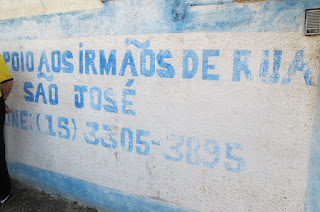 POIO AOS IRMÃOS DE RUA
SÃO JOSÉ
ONE: (15) 3305-3895